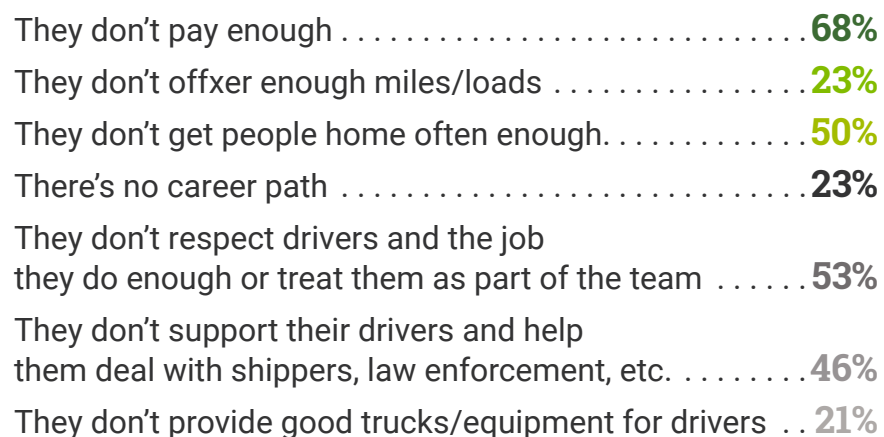 They don’t pay enough . . . . . . . . . . . . . . . . . . . . . . . . . . . . 68%
They don’t offxer enough miles/loads . . . . . . . . . . . . . . . . 23%
They don’t get people home often enough. . . . . . . . . . . . . 50%
There’s no career path . . . . . . . . . . . . . . . . . . . . . . . . . . . . 23%
They don’t respect drivers and the job
they do enough or treat them as part of the team . . . . . . 53%
They don’t support their drivers and help
them deal with shippers, law enforcement, etc. . . . . . . . . 46%
They don’t provide good trucks/equipment for drivers . . 21%